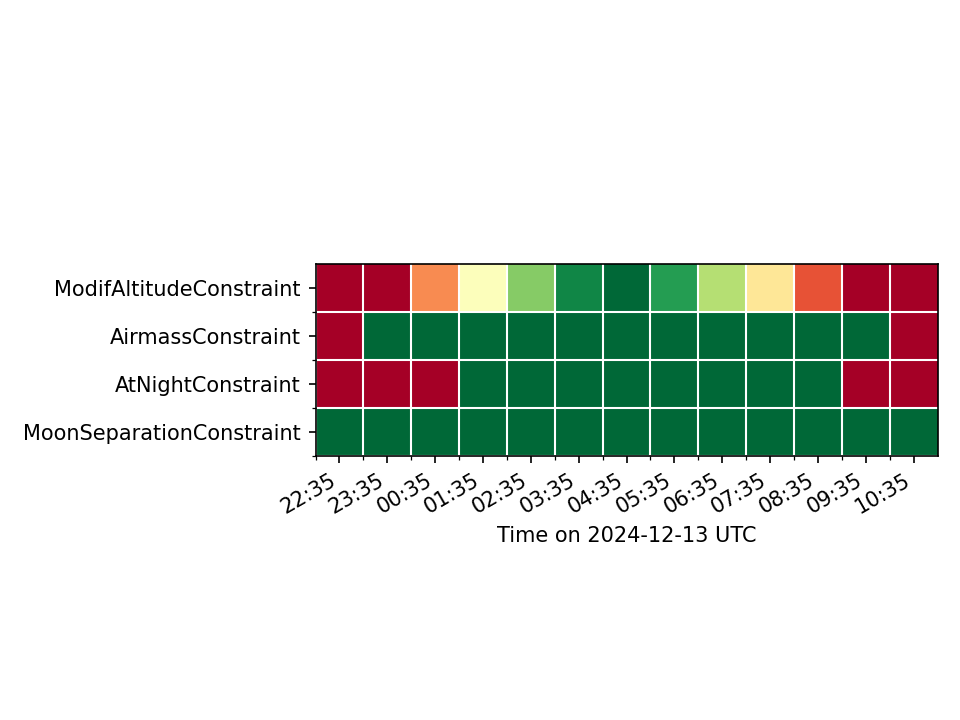 ModifAltitudeConstraint
AirmassConstraint
AtNightConstraint
MoonSeparationConstraint
22:35 23:35 00:35 01:35 02:35 03:35 04:35 05:35 06:35 07:35 08:35 09:35 10:35
Time on 2024-12-13 UTC